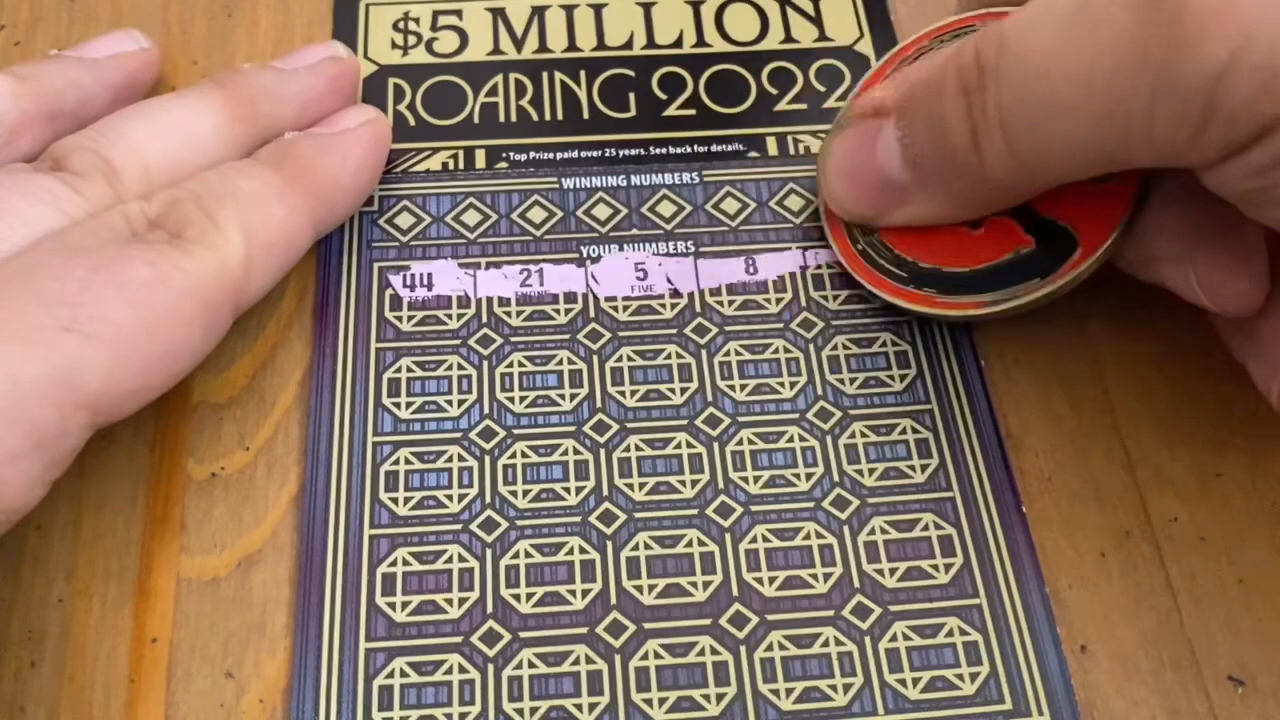 $5 MILLION
ROARING 2022
* Top Prize paid over 25 years. See back for details.
WINNING NUMBERS
YOUR NUMBERS
44 21 5 8
FIVE